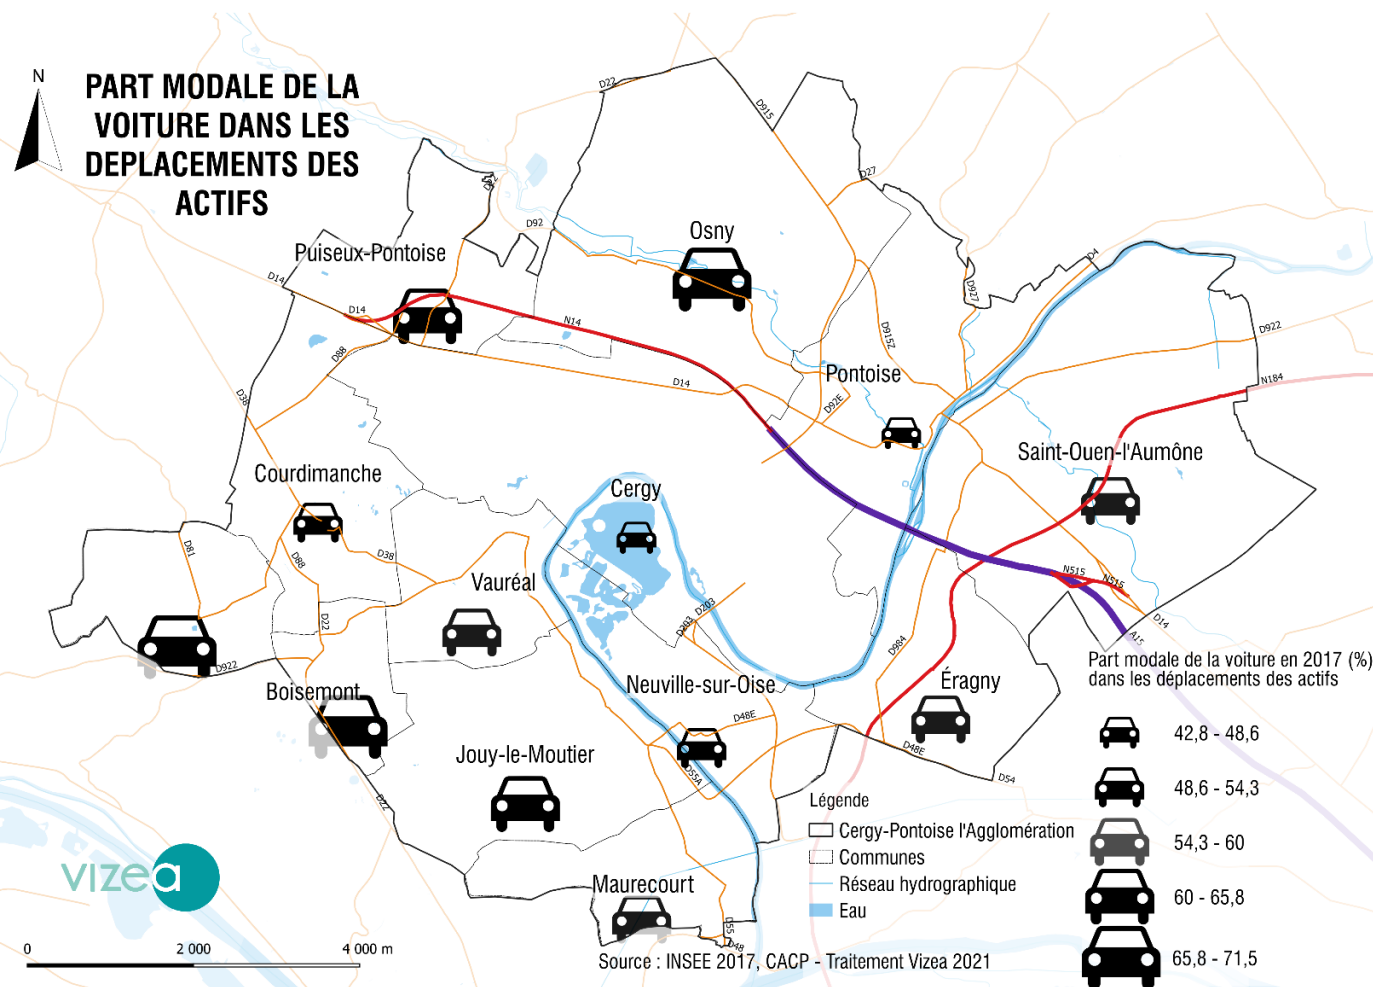 N
PART MODALE DE LA
VOITURE DANS LES
DEPLACEMENTS DES
ACTIFS
D22
D915
D27
D92
Osny
Puiseux-Pontoise
D4
D14
D14
N14
D927
D922
D915Z
D88
D14
Pontoise
N184
D38
D92E
Saint-Ouen-l'Aumône
Courdimanche
Cergy
D81
D88
D38
Vauréal
N515
N515
D203
D203
D22
D14
A15
D984
D922
Part modale de la voiture en 2017 (%)
dans les déplacements des actifs
Boisemont
Neuville-sur-Oise
Éragny
D48E
42,8 - 48,6
D48E
Jouy-le-Moutier
D55A
D54
48,6 - 54,3
D22
Légende
Cergy-Pontoise l'Agglomération
54,3 - 60
Communes
vizea
Maurecourt
Réseau hydrographique
60 - 65,8
Eau
D55
D48
0
2 000
4 000 m
Source : INSEE 2017, CACP - Traitement Vizea 2021
65,8 - 71,5